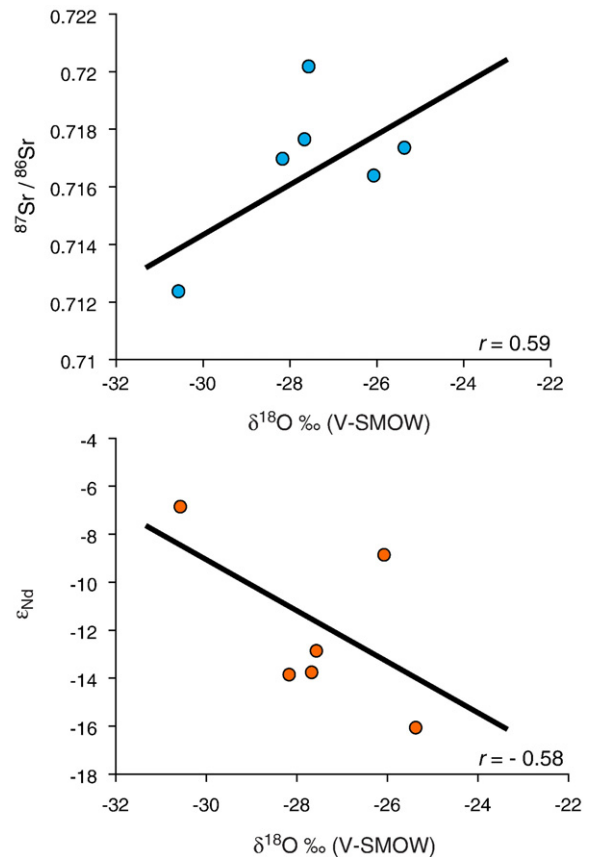 0.722
0.72
0.718
0.716
0.714
0.712
0.71
⁸⁷Sr / ⁸⁶Sr
r = 0.59
-32 -30 -28 -26 -24 -22
δ¹⁸O ‰ (V-SMOW)
-4
-6
-8
-10
-12
-14
-16
-18
εNd
r = - 0.58
-32 -30 -28 -26 -24 -22
δ¹⁸O ‰ (V-SMOW)